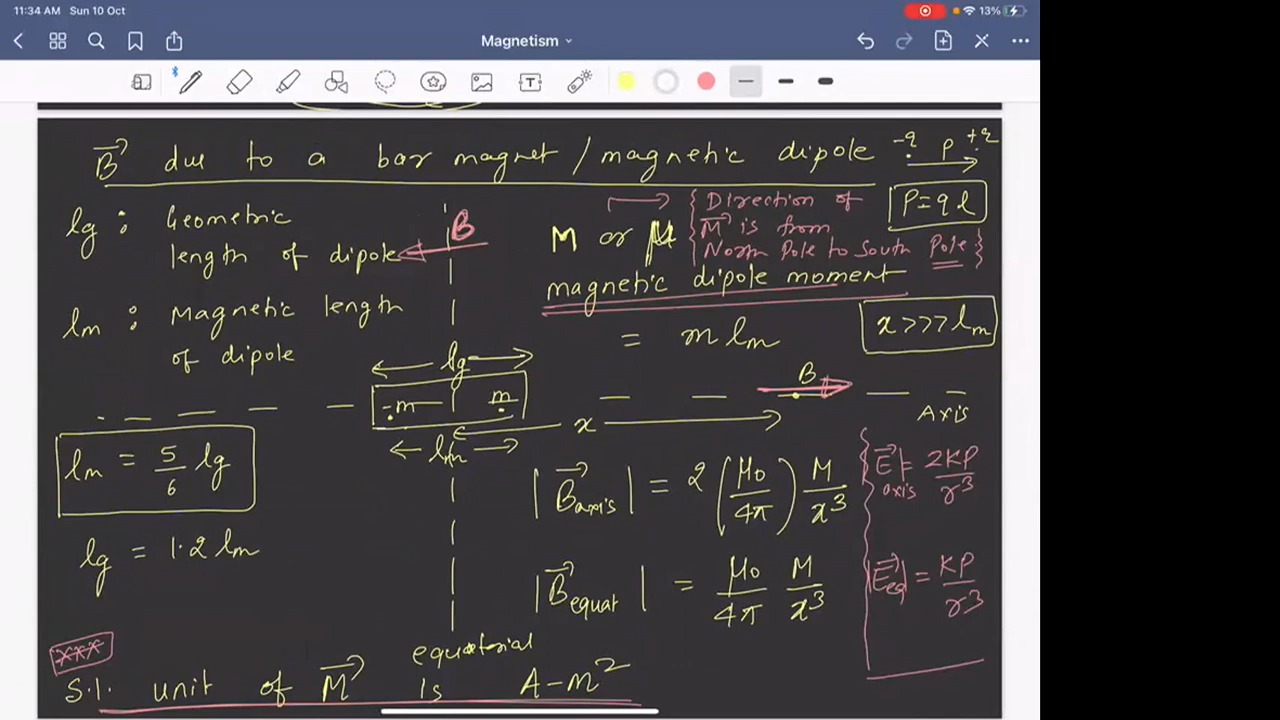 11:34 AM Sun 10 Oct
13%
Magnetism
B⃗ due to a bar magnet/magnetic dipole
-q p +q
P = q l
lg : Geometric
length of dipole
B
M or M
{ Direction of
M⃗ is from
North Pole to South Pole }
magnetic dipole moment
= m lm
x >>> lm
lm : Magnetic length
of dipole
lg
-m m
lm
x
B
Axis
lm = 5/6 lg
lg = 1.2 lm
|B⃗axis| = 2 (μ0/4π) M/x³
|E⃗|axis = 2KP/r³
|B⃗equat| = μ0/4π M/x³
|E⃗eq| = KP/r³
equatorial
***
S.I. unit of M⃗ is A-m²